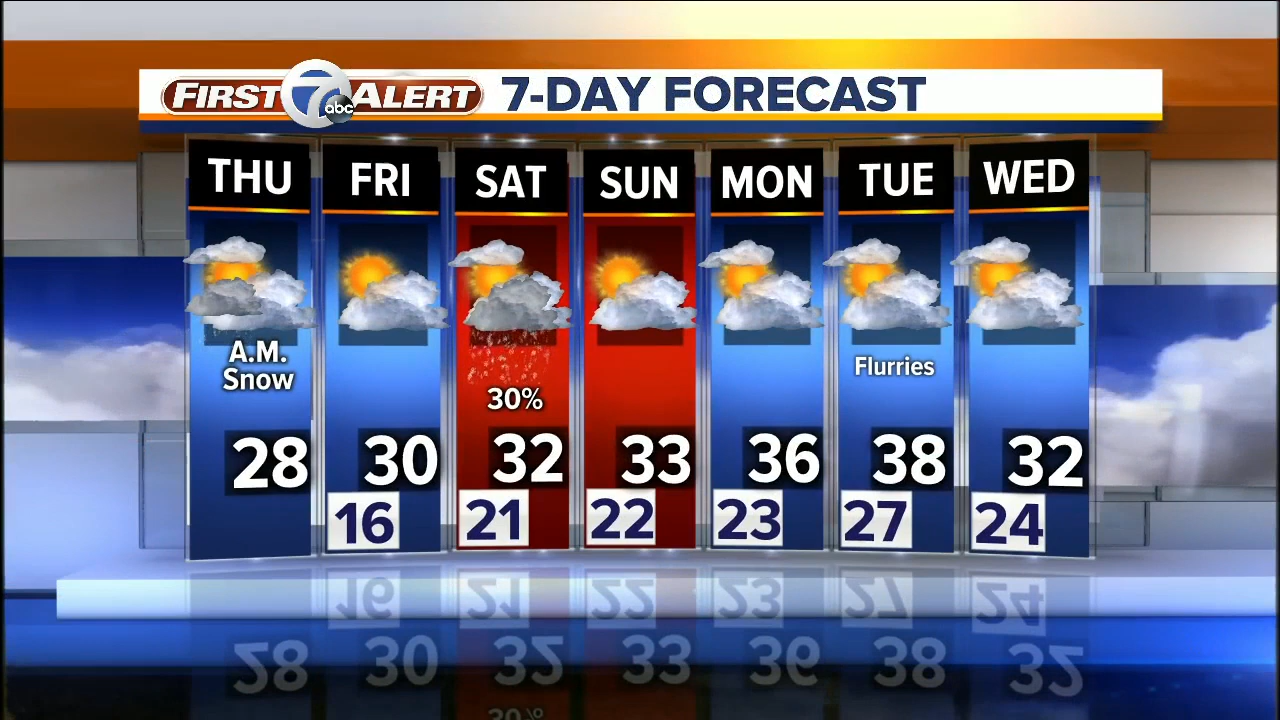 FIRST 7 abc ALERT 7-DAY FORECAST
THU FRI SAT SUN MON TUE WED
A.M.
Snow
Flurries
30%
28 30 32 33 36 38 32
16 21 22 23 27 24